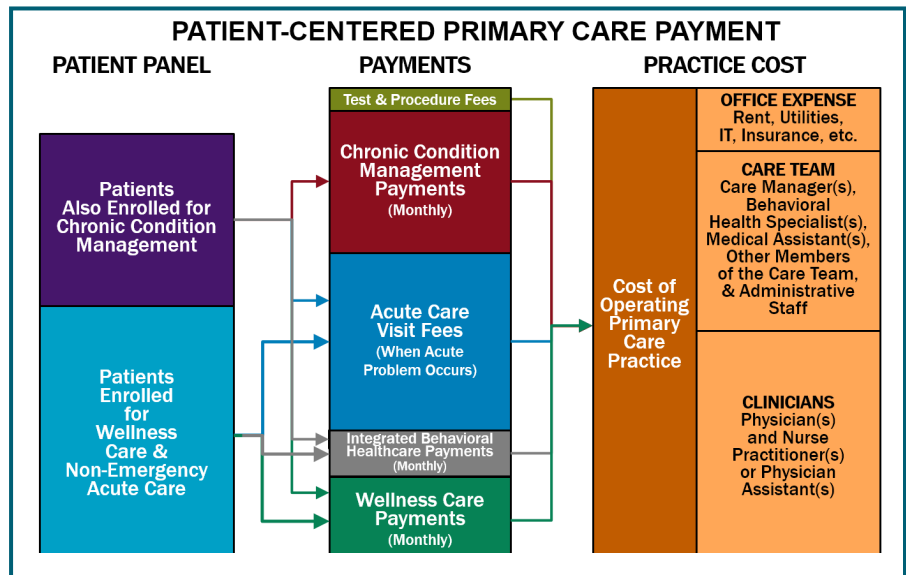 PATIENT-CENTERED PRIMARY CARE PAYMENT
PATIENT PANEL
PAYMENTS
PRACTICE COST
Patients
Also Enrolled for
Chronic Condition
Management
Patients
Enrolled
for
Wellness
Care &
Non-Emergency
Acute Care
Test & Procedure Fees
Chronic Condition
Management
Payments
(Monthly)
Acute Care
Visit Fees
(When Acute
Problem Occurs)
Integrated Behavioral
Healthcare Payments
(Monthly)
Wellness Care
Payments
(Monthly)
Cost of
Operating
Primary
Care
Practice
OFFICE EXPENSE
Rent, Utilities,
IT, Insurance, etc.
CARE TEAM
Care Manager(s),
Behavioral
Health Specialist(s),
Medical Assistant(s),
Other Members
of the Care Team,
& Administrative
Staff
CLINICIANS
Physician(s)
and Nurse
Practitioner(s)
or Physician
Assistant(s)